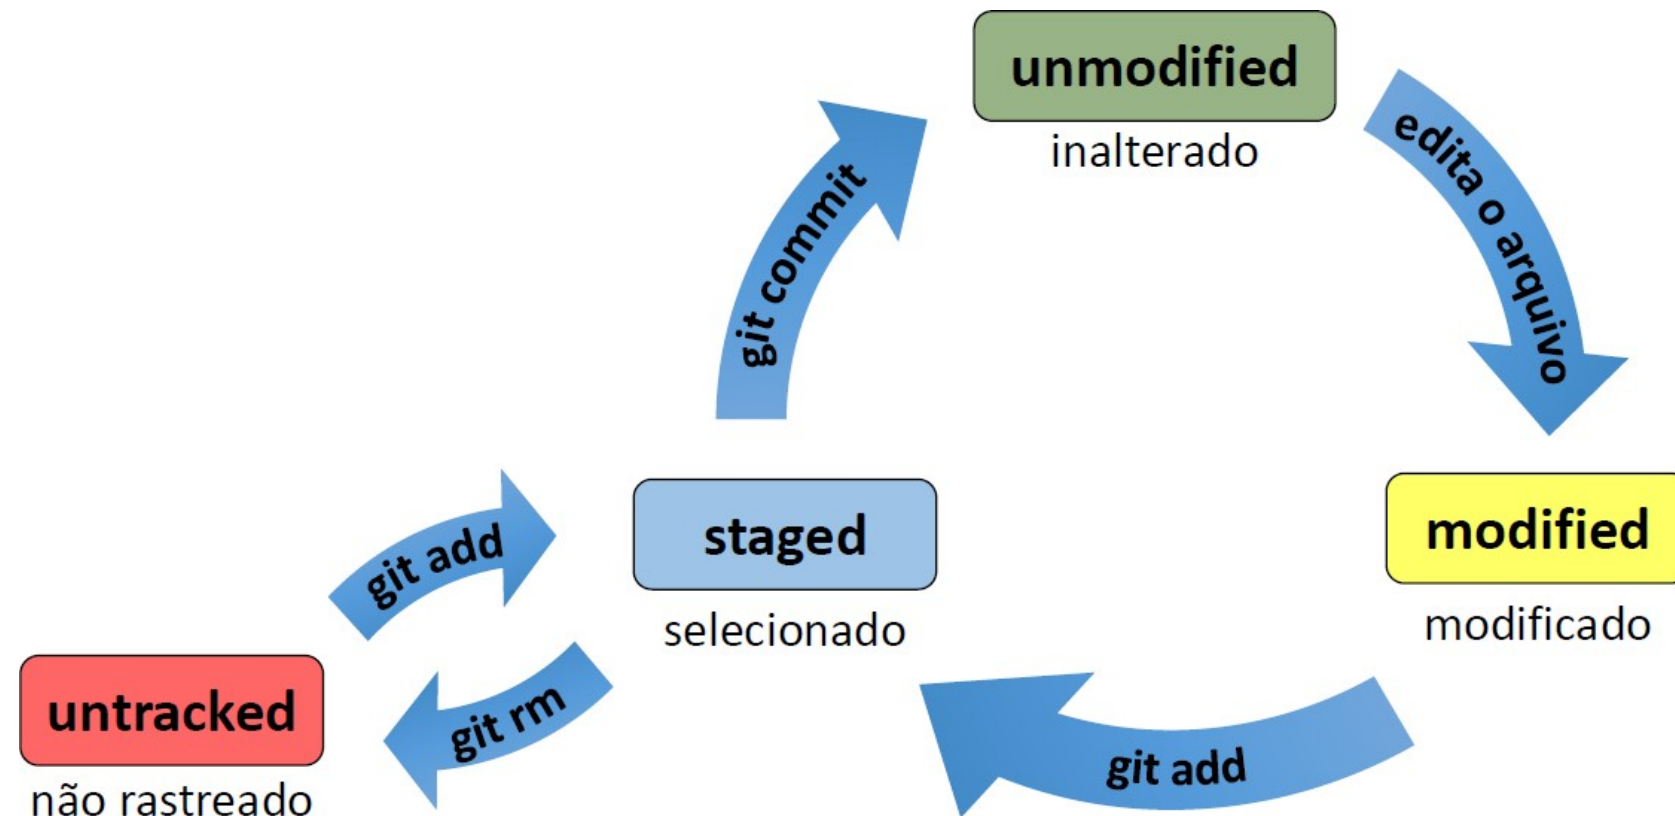 unmodified
inalterado
edita o arquivo
git commit
staged
selecionado
modified
modificado
git add
git rm
untracked
não rastreado
git add